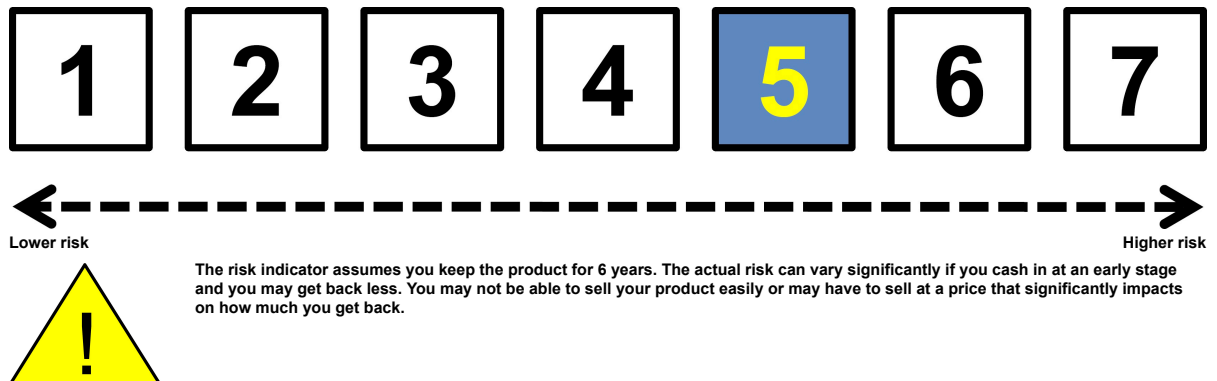 1 2 3 4 5 6 7
Lower risk Higher risk
The risk indicator assumes you keep the product for 6 years. The actual risk can vary significantly if you cash in at an early stage
and you may get back less. You may not be able to sell your product easily or may have to sell at a price that significantly impacts
on how much you get back.
!